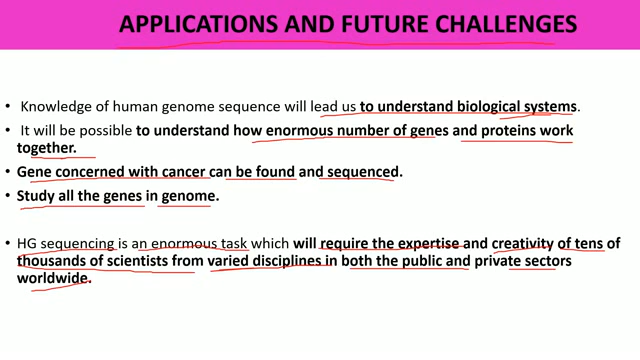 APPLICATIONS AND FUTURE CHALLENGES
• Knowledge of human genome sequence will lead us to understand biological systems.
• It will be possible to understand how enormous number of genes and proteins work
together.
• Gene concerned with cancer can be found and sequenced.
• Study all the genes in genome.
• HG sequencing is an enormous task which will require the expertise and creativity of tens of
thousands of scientists from varied disciplines in both the public and private sectors
worldwide.